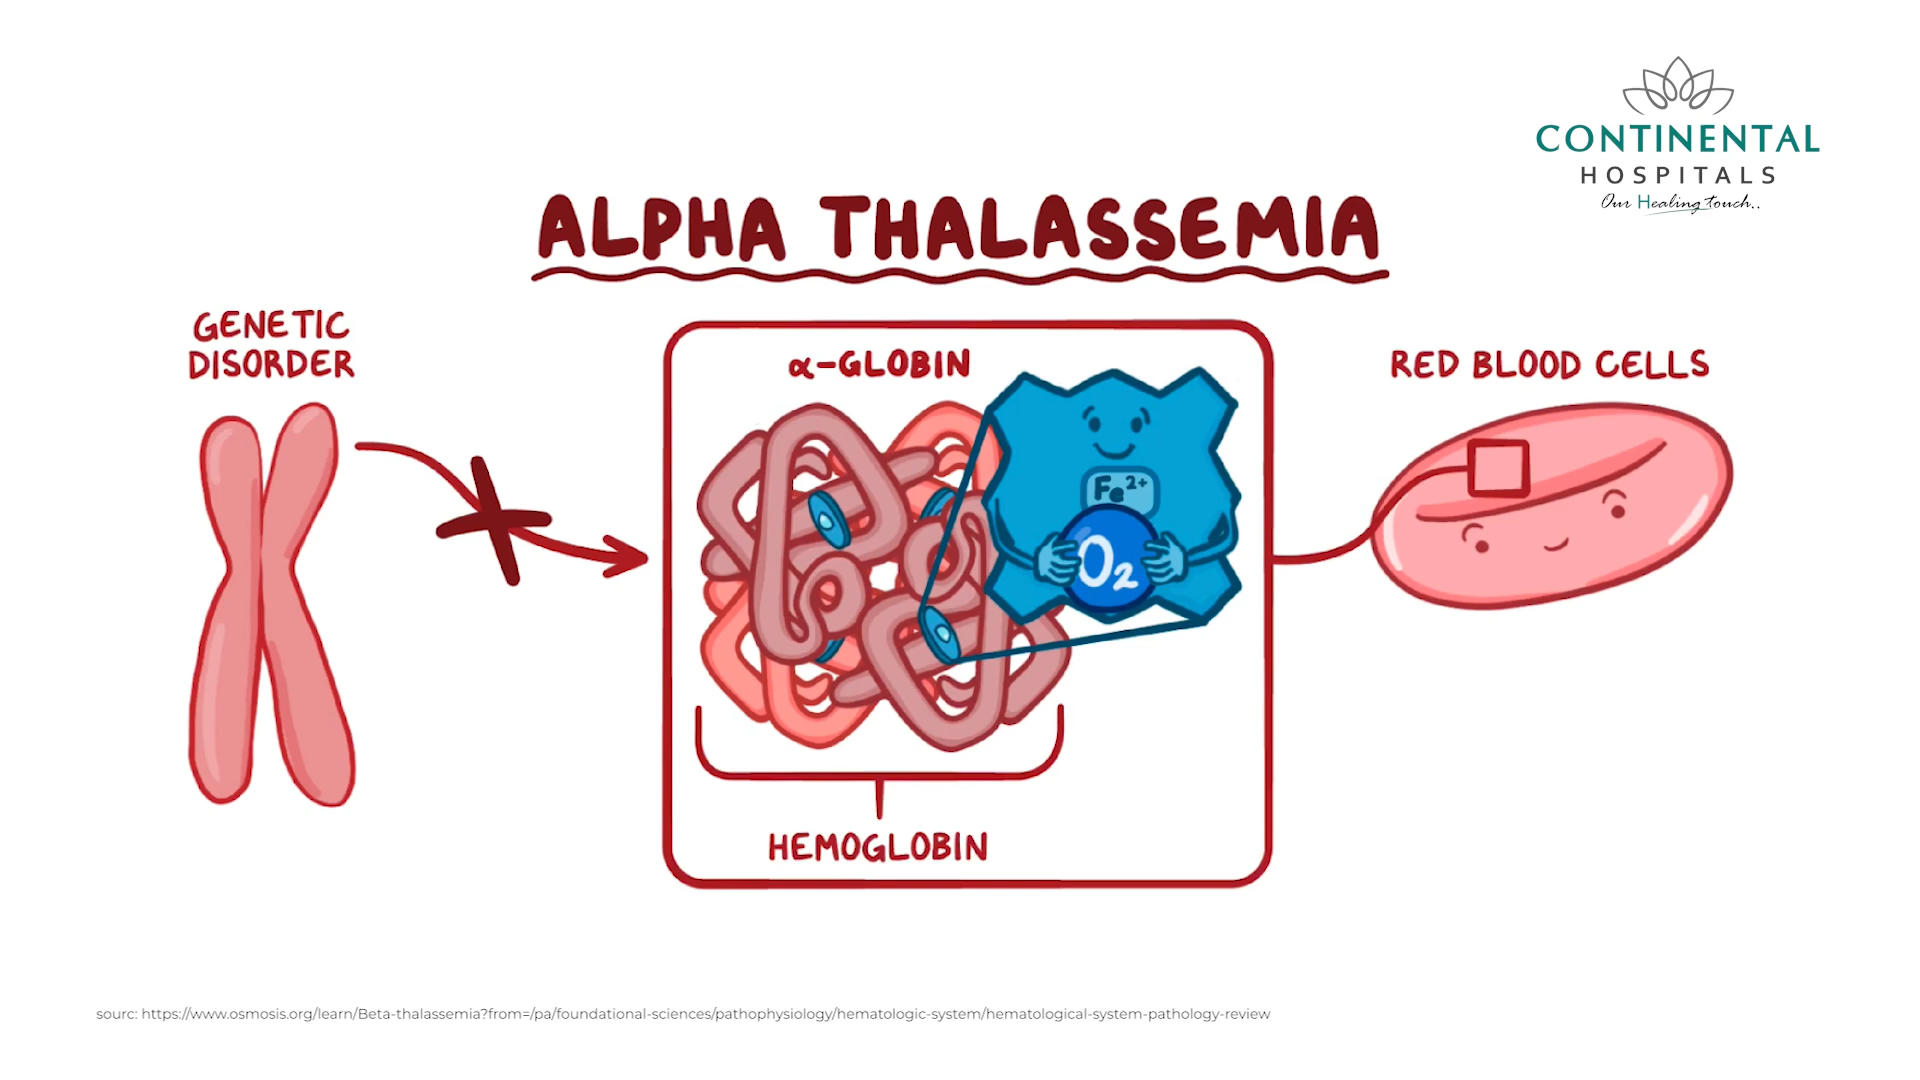 CONTINENTAL
HOSPITALS
Our Healing touch..
ALPHA THALASSEMIA
GENETIC
DISORDER
α-GLOBIN
RED BLOOD CELLS
Fe²⁺
O₂
HEMOGLOBIN
sourc: https://www.osmosis.org/learn/Beta-thalassemia?from=/pa/foundational-sciences/pathophysiology/hematologic-system/hematological-system-pathology-review